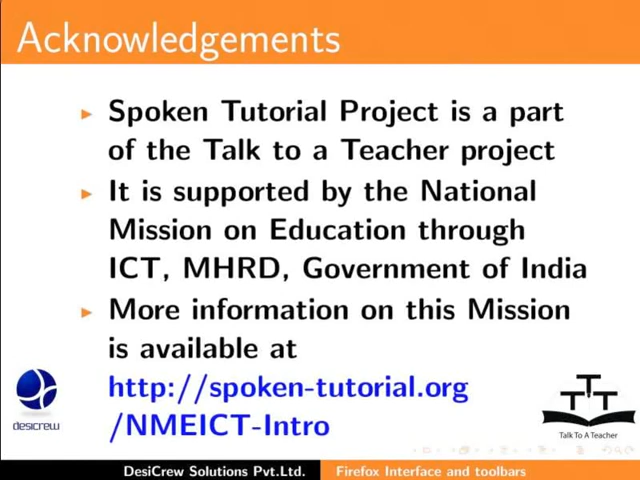 Acknowledgements
Spoken Tutorial Project is a part
of the Talk to a Teacher project
It is supported by the National
Mission on Education through
ICT, MHRD, Government of India
More information on this Mission
is available at
http://spoken-tutorial.org
/NMEICT-Intro
desicrew
TTT
Talk To A Teacher
DesiCrew Solutions Pvt.Ltd.
Firefox Interface and toolbars